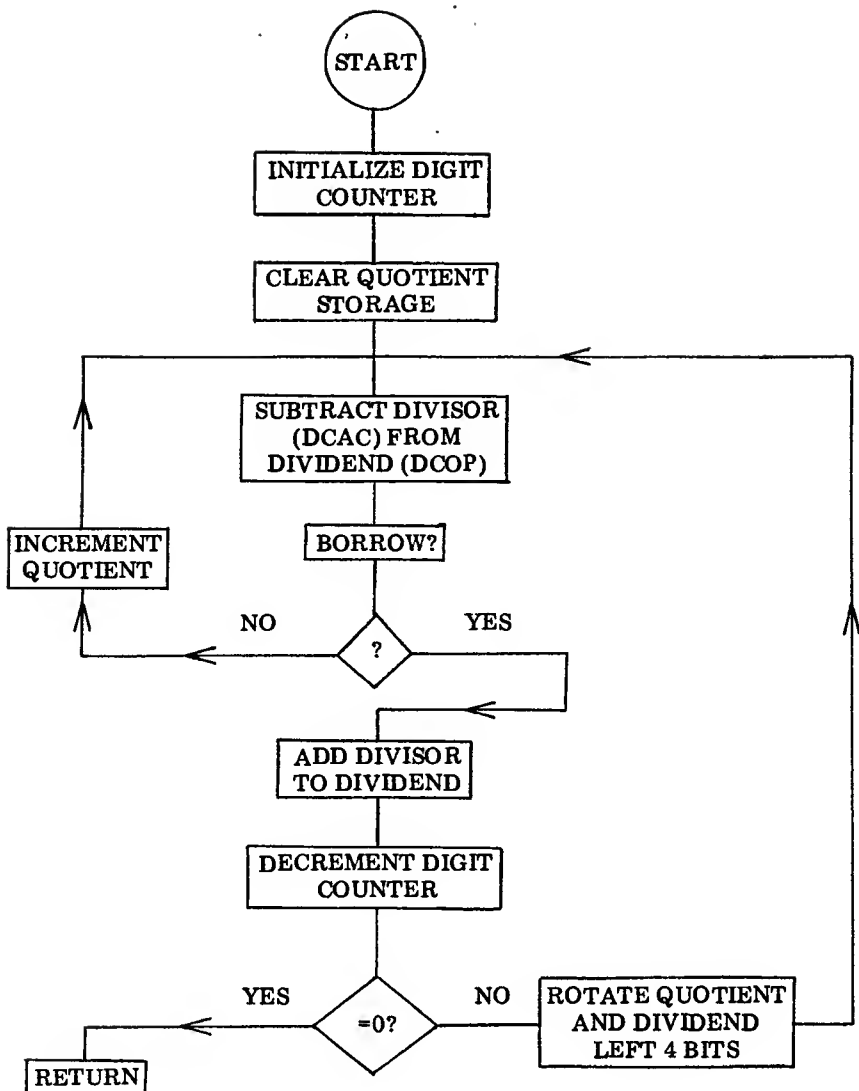 START
INITIALIZE DIGIT
COUNTER
CLEAR QUOTIENT
STORAGE
SUBTRACT DIVISOR
(DCAC) FROM
DIVIDEND (DCOP)
INCREMENT
QUOTIENT
BORROW?
NO
YES
?
ADD DIVISOR
TO DIVIDEND
DECREMENT DIGIT
COUNTER
YES
=0?
NO
ROTATE QUOTIENT
AND DIVIDEND
LEFT 4 BITS
RETURN